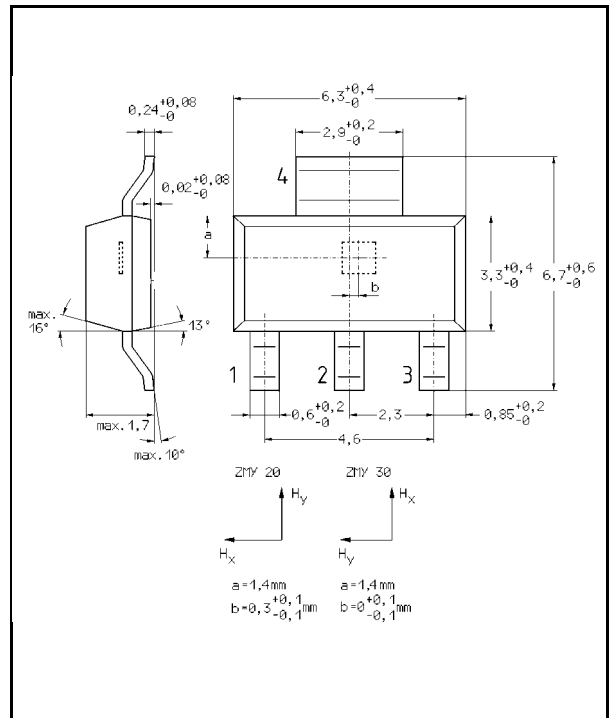 6,3+0,4 -0
0,24+0,08 -0
2,9+0,2 -0
4
0,02+0,08 -0
a
3,3+0,4 -0
6,7+0,6 -0
b
max. 16°
13°
1
2
3
0,6+0,2 -0
2,3
0,85+0,2 -0
max.1,7
4,6
max.10°
ZMY 20
ZMY 30
Hy
Hx
Hx
Hy
a=1,4mm
a=1,4mm
b=0,3+0,1 -0,1mm
b=0+0,1 -0,1mm